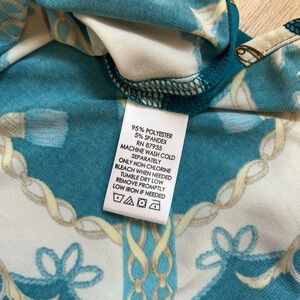 95% POLYESTER
5% SPANDEX
RN 87935
MACHINE WASH COLD
SEPARATELY
ONLY NON CHLORINE
BLEACH WHEN NEEDED
TUMBLE DRY LOW
REMOVE PROMPTLY
LOW IRON IF NEEDED